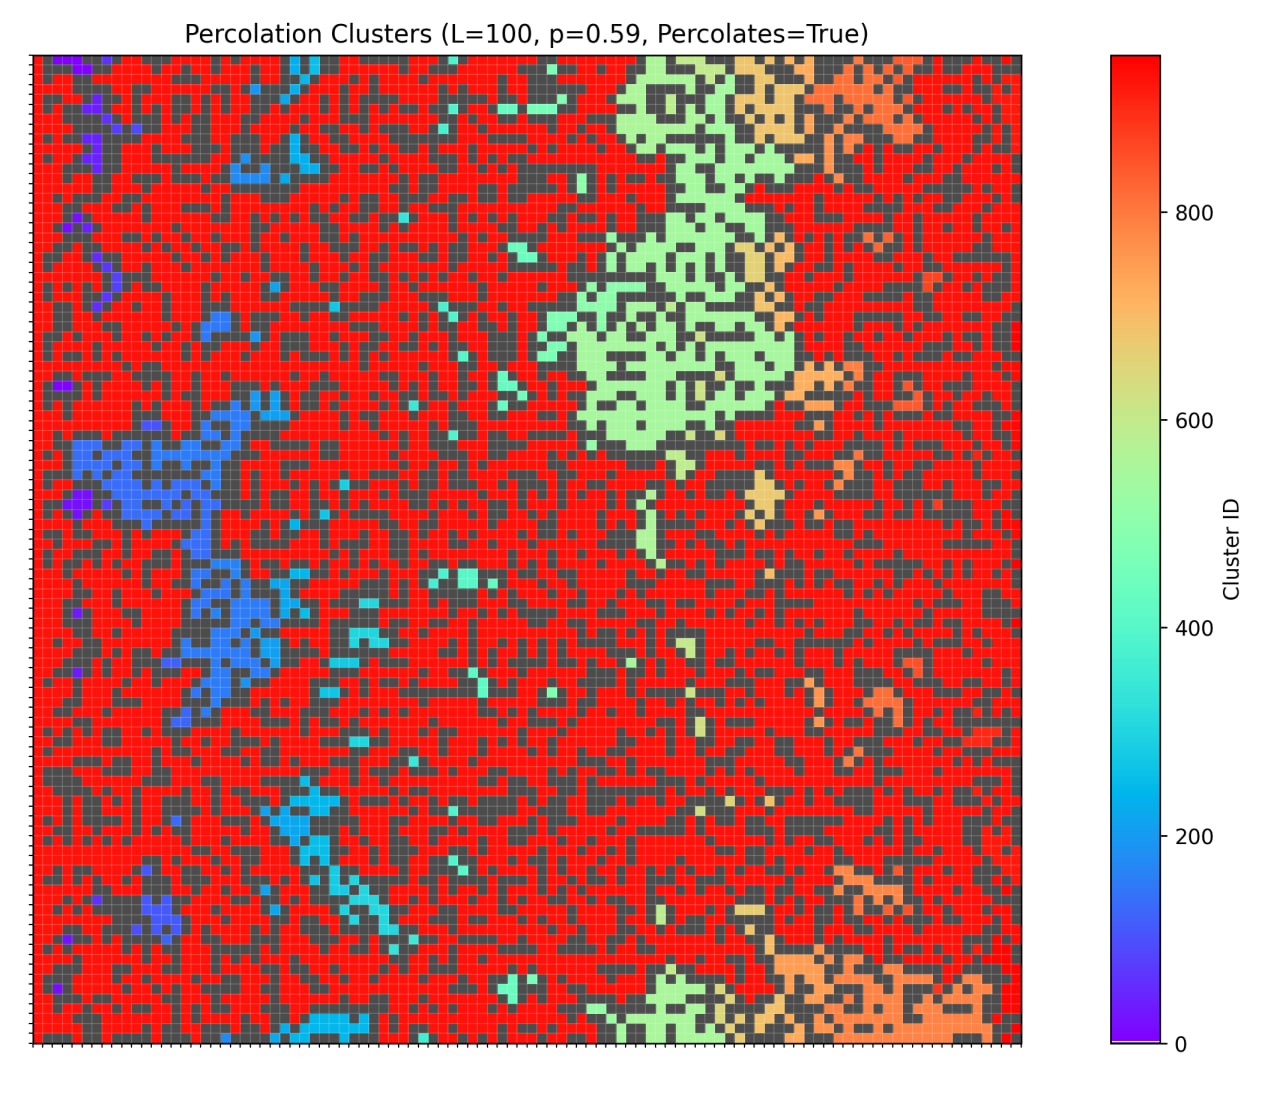 Percolation Clusters (L=100, p=0.59, Percolates=True)
800
600
400
200
0
Cluster ID